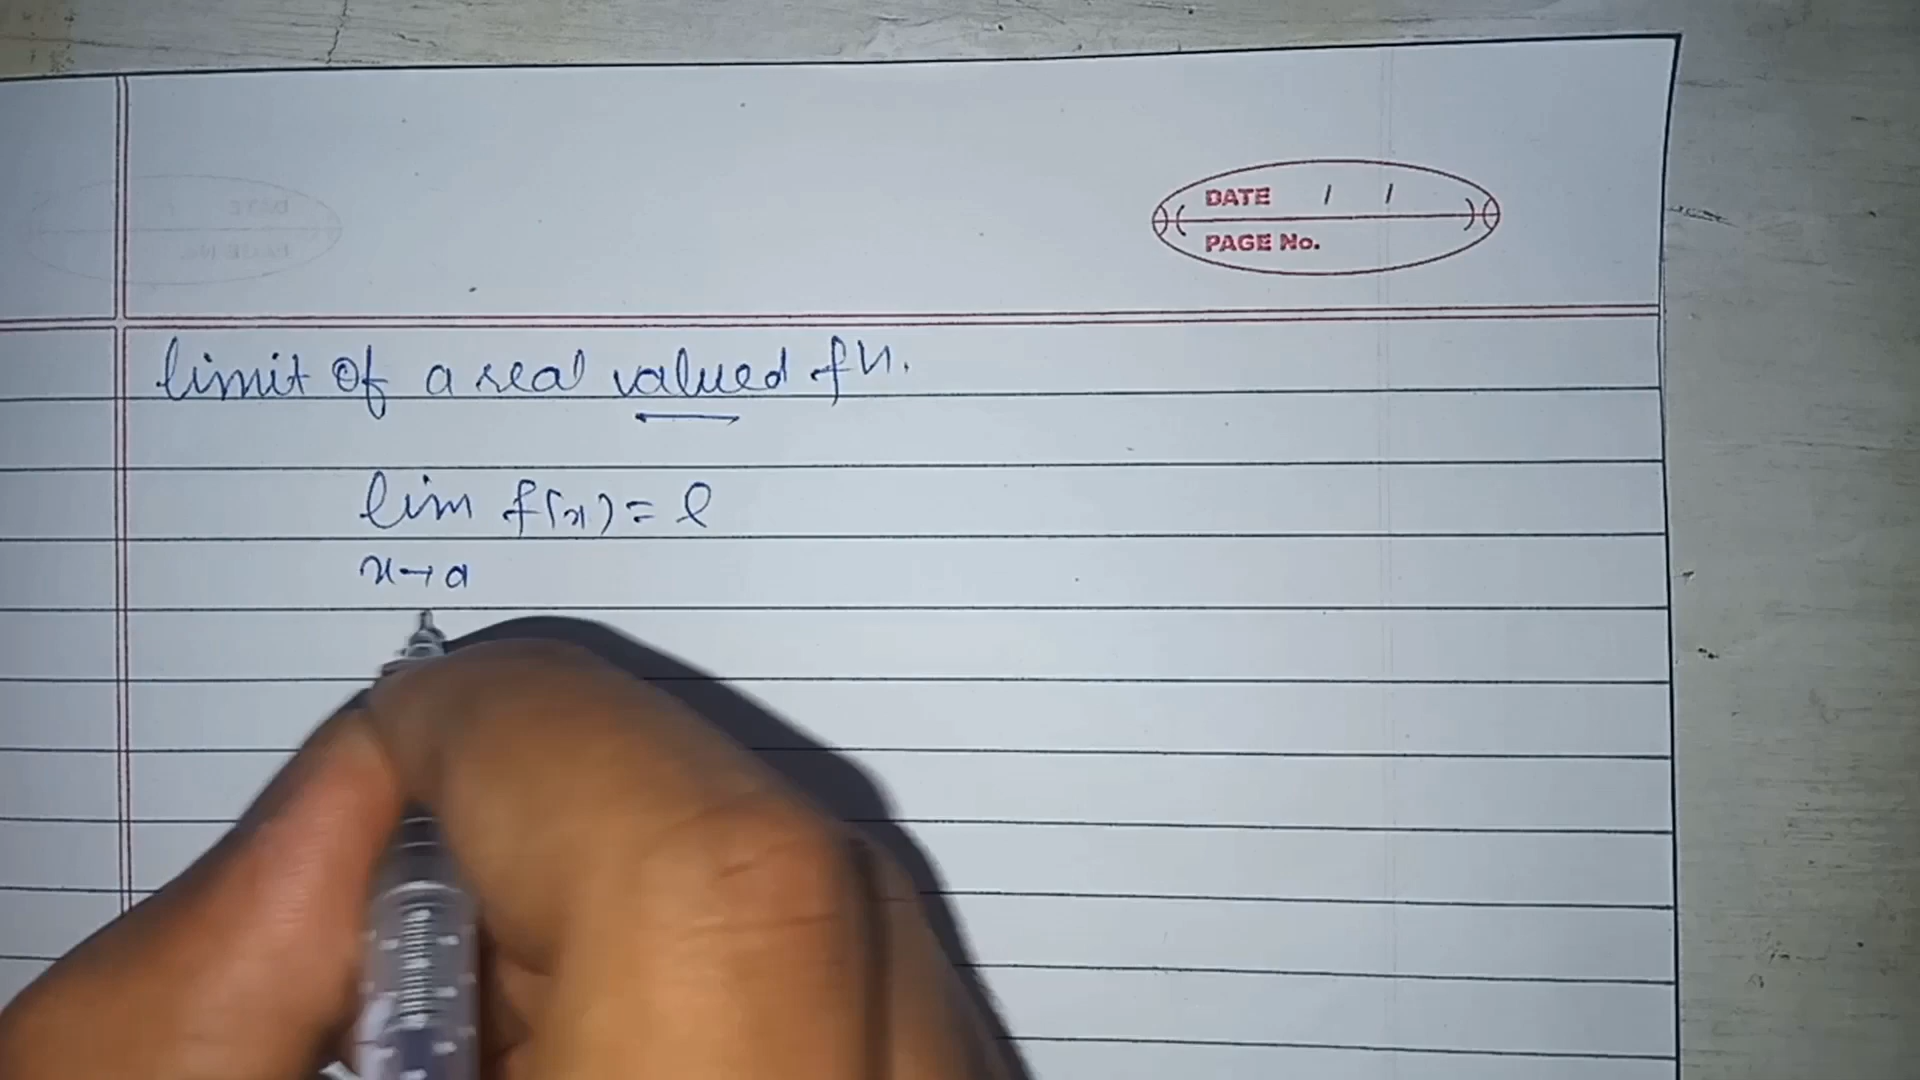 DATE / /
PAGE No.
limit of a real valued fn.
lim f(x) = l
x→a